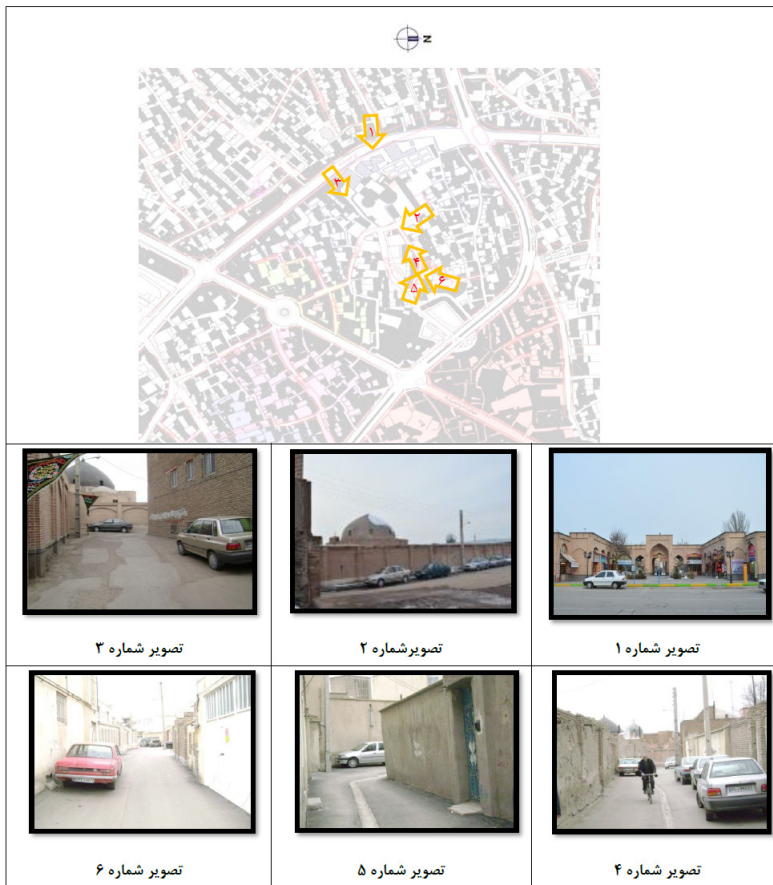 N
۱
۳
۲
۴
۵
۶
تصویر شماره ۱
تصویرشماره ۲
تصویر شماره ۳
تصویر شماره ۴
تصویر شماره ۵
تصویر شماره ۶